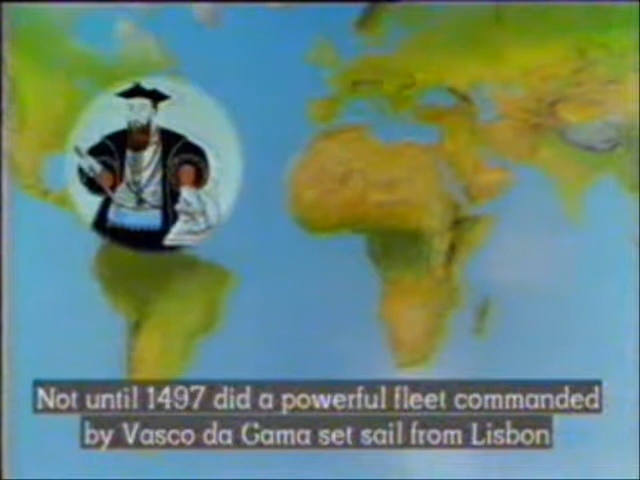 Not until 1497 did a powerful fleet commanded
by Vasco da Gama set sail from Lisbon